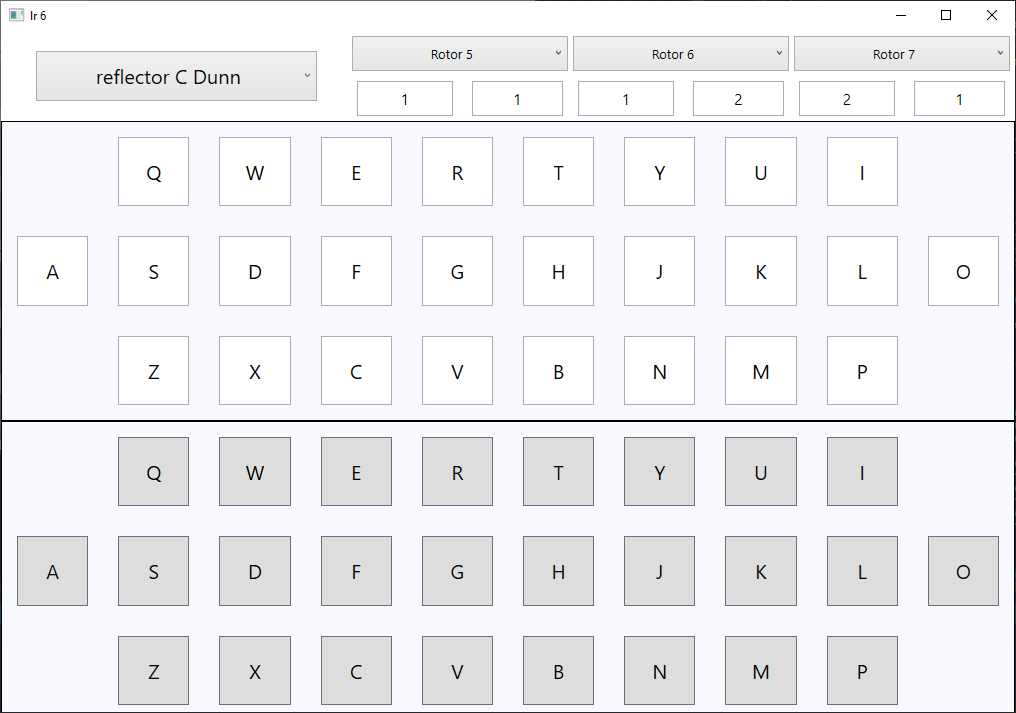 lr 6
reflector C Dunn
Rotor 5 Rotor 6 Rotor 7
1 1 1 2 2 1
Q W E R T Y U I
A S D F G H J K L O
Z X C V B N M P
Q W E R T Y U I
A S D F G H J K L O
Z X C V B N M P